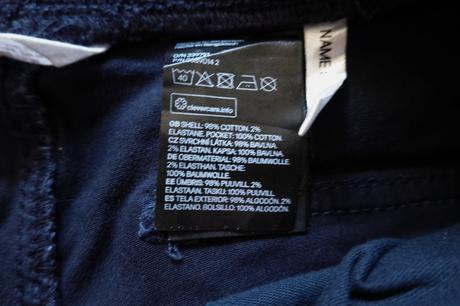 40
clevercare.info
GB SHELL: 98% COTTON. 2%
ELASTANE. POCKET: 100% COTTON.
CZ SVRCHNÍ LÁTKA: 98% BAVLNA.
2% ELASTAN. KAPSA: 100% BAVLNA
DE OBERMATERIAL: 98% BAUMWOLLE.
2% ELASTHAN. TASCHE:
100% BAUMWOLLE
EE ÜMBRIS: 98% PUUVILL. 2%
ELASTAAN. TASKU: 100% PUUVILL
ES TELA EXTERIOR: 98% ALGODÓN. 2%
ELASTANO. BOLSILLO: 100% ALGODÓN.
NAME: